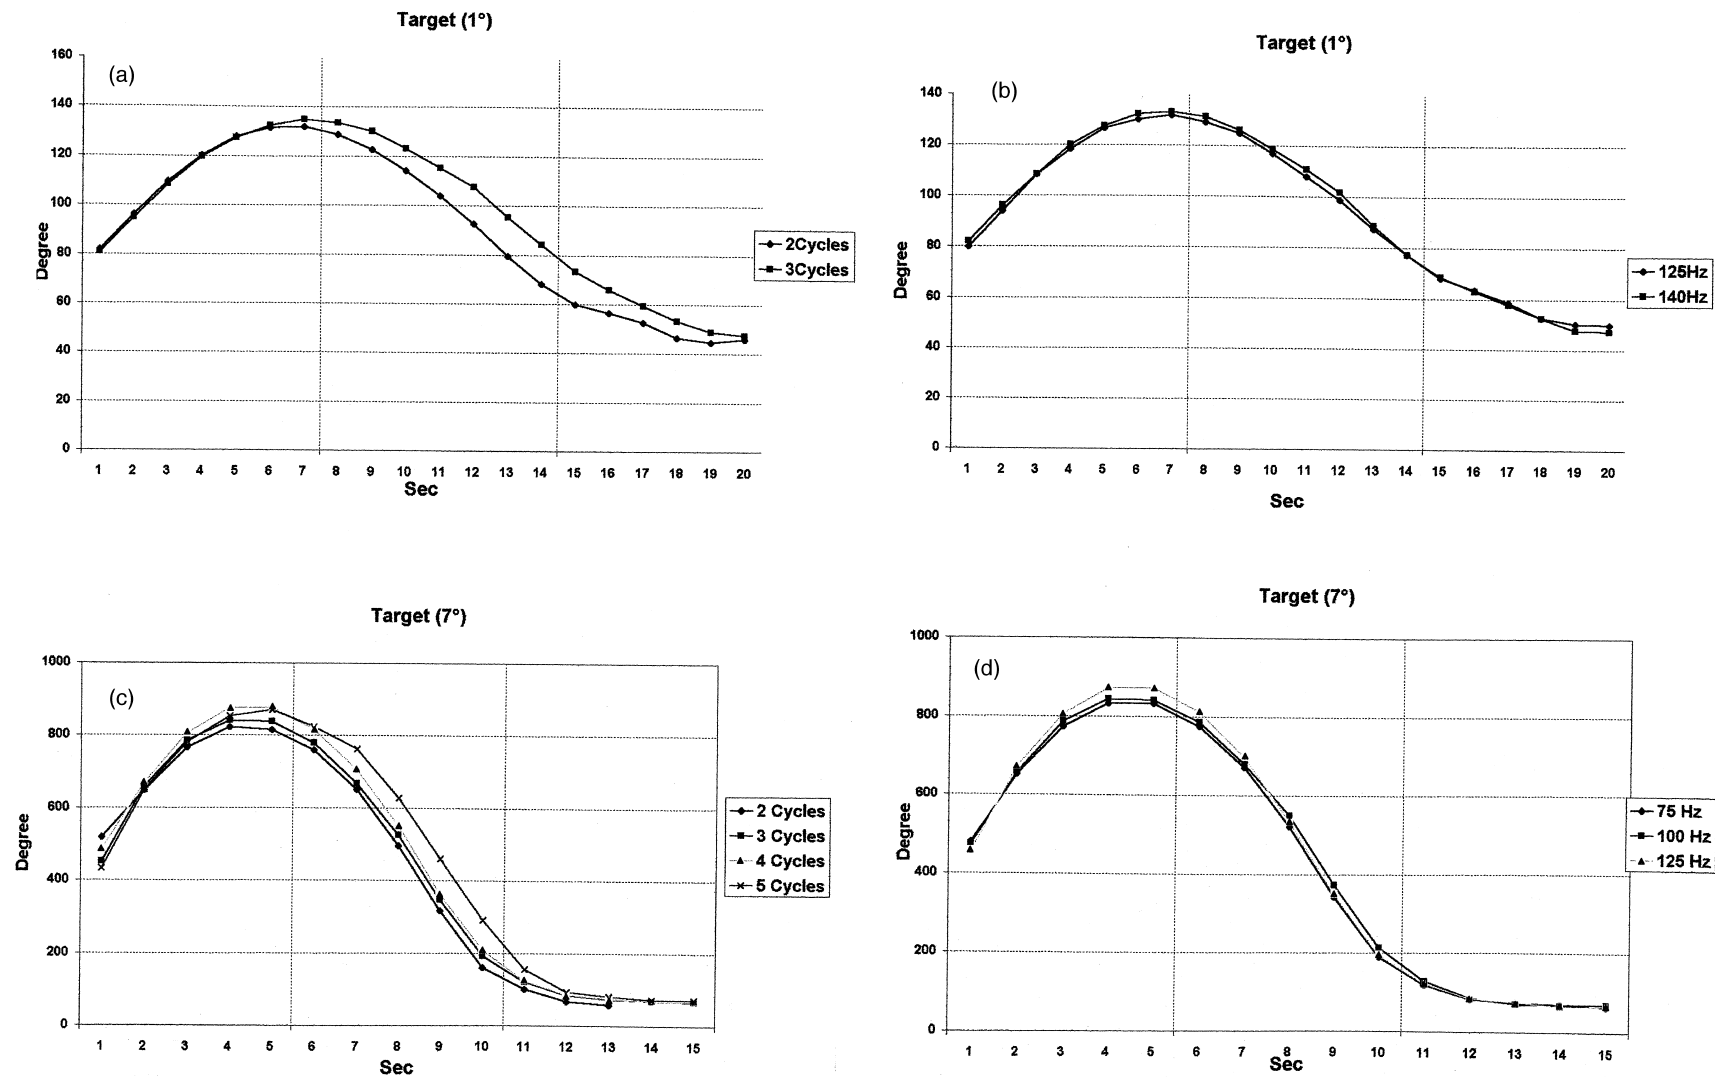 Target (1°)
(a)
160
140
120
100
80
60
40
20
0
Degree
1 2 3 4 5 6 7 8 9 10 11 12 13 14 15 16 17 18 19 20
Sec
2Cycles
3Cycles
Target (1°)
(b)
140
120
100
80
60
40
20
0
Degree
1 2 3 4 5 6 7 8 9 10 11 12 13 14 15 16 17 18 19 20
Sec
125Hz
140Hz
Target (7°)
(c)
1000
800
600
400
200
0
Degree
1 2 3 4 5 6 7 8 9 10 11 12 13 14 15
Sec
2 Cycles
3 Cycles
4 Cycles
5 Cycles
Target (7°)
(d)
1000
800
600
400
200
0
Degree
1 2 3 4 5 6 7 8 9 10 11 12 13 14 15
Sec
75 Hz
100 Hz
125 Hz